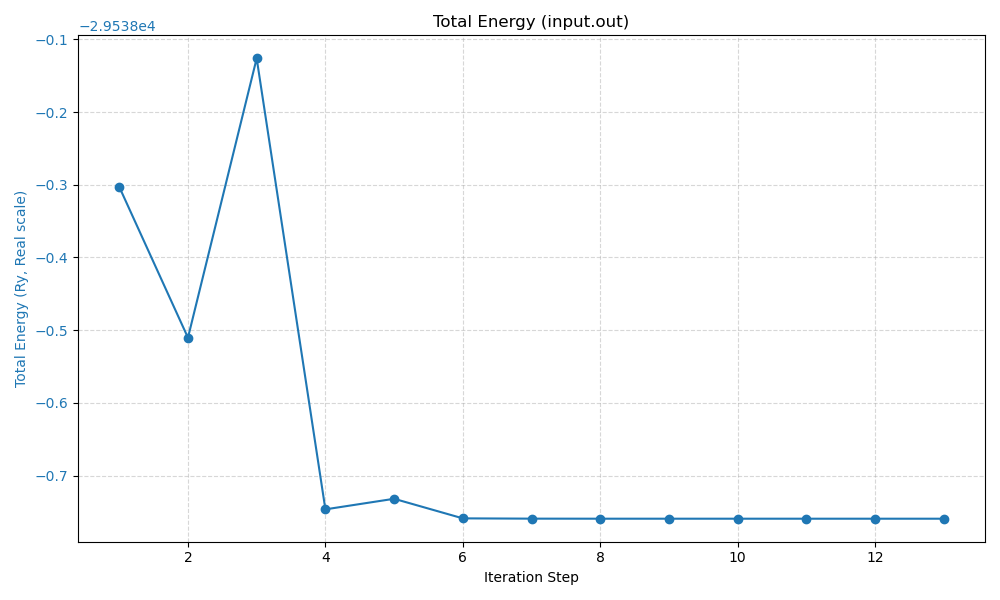 Total Energy (input.out)
−2.9538e4
−0.1
−0.2
−0.3
−0.4
−0.5
−0.6
−0.7
Total Energy (Ry, Real scale)
2 4 6 8 10 12
Iteration Step